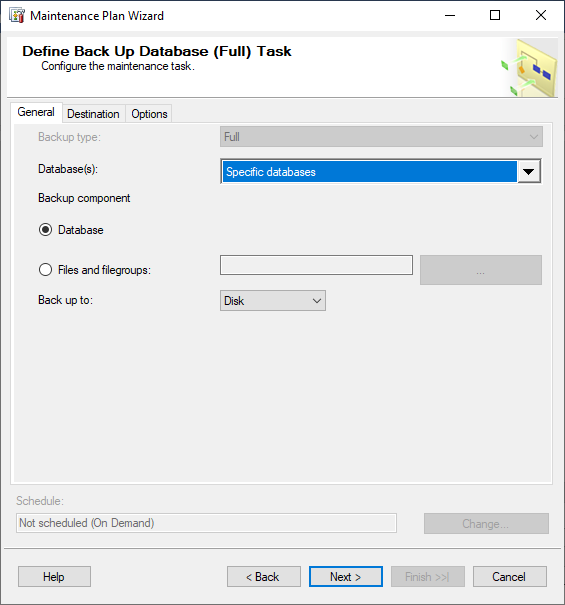 Maintenance Plan Wizard
Define Back Up Database (Full) Task
Configure the maintenance task.
General Destination Options
Backup type: Full
Database(s): Specific databases
Backup component
Database
Files and filegroups: ...
Back up to: Disk
Schedule:
Not scheduled (On Demand) Change...
Help < Back Next > Finish >>| Cancel